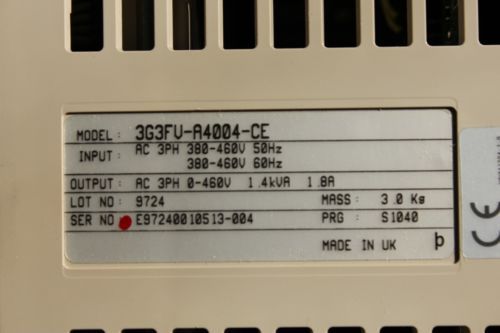 MODEL : 3G3FV-A4004-CE
INPUT : AC 3PH 380-460V 50Hz
380-460V 60Hz
OUTPUT : AC 3PH 0-460V 1.4kVA 1.8A
LOT NO : 9724 MASS : 3.0 Kg
SER NO E97240010513-004 PRG : S1040
MADE IN UK
CE